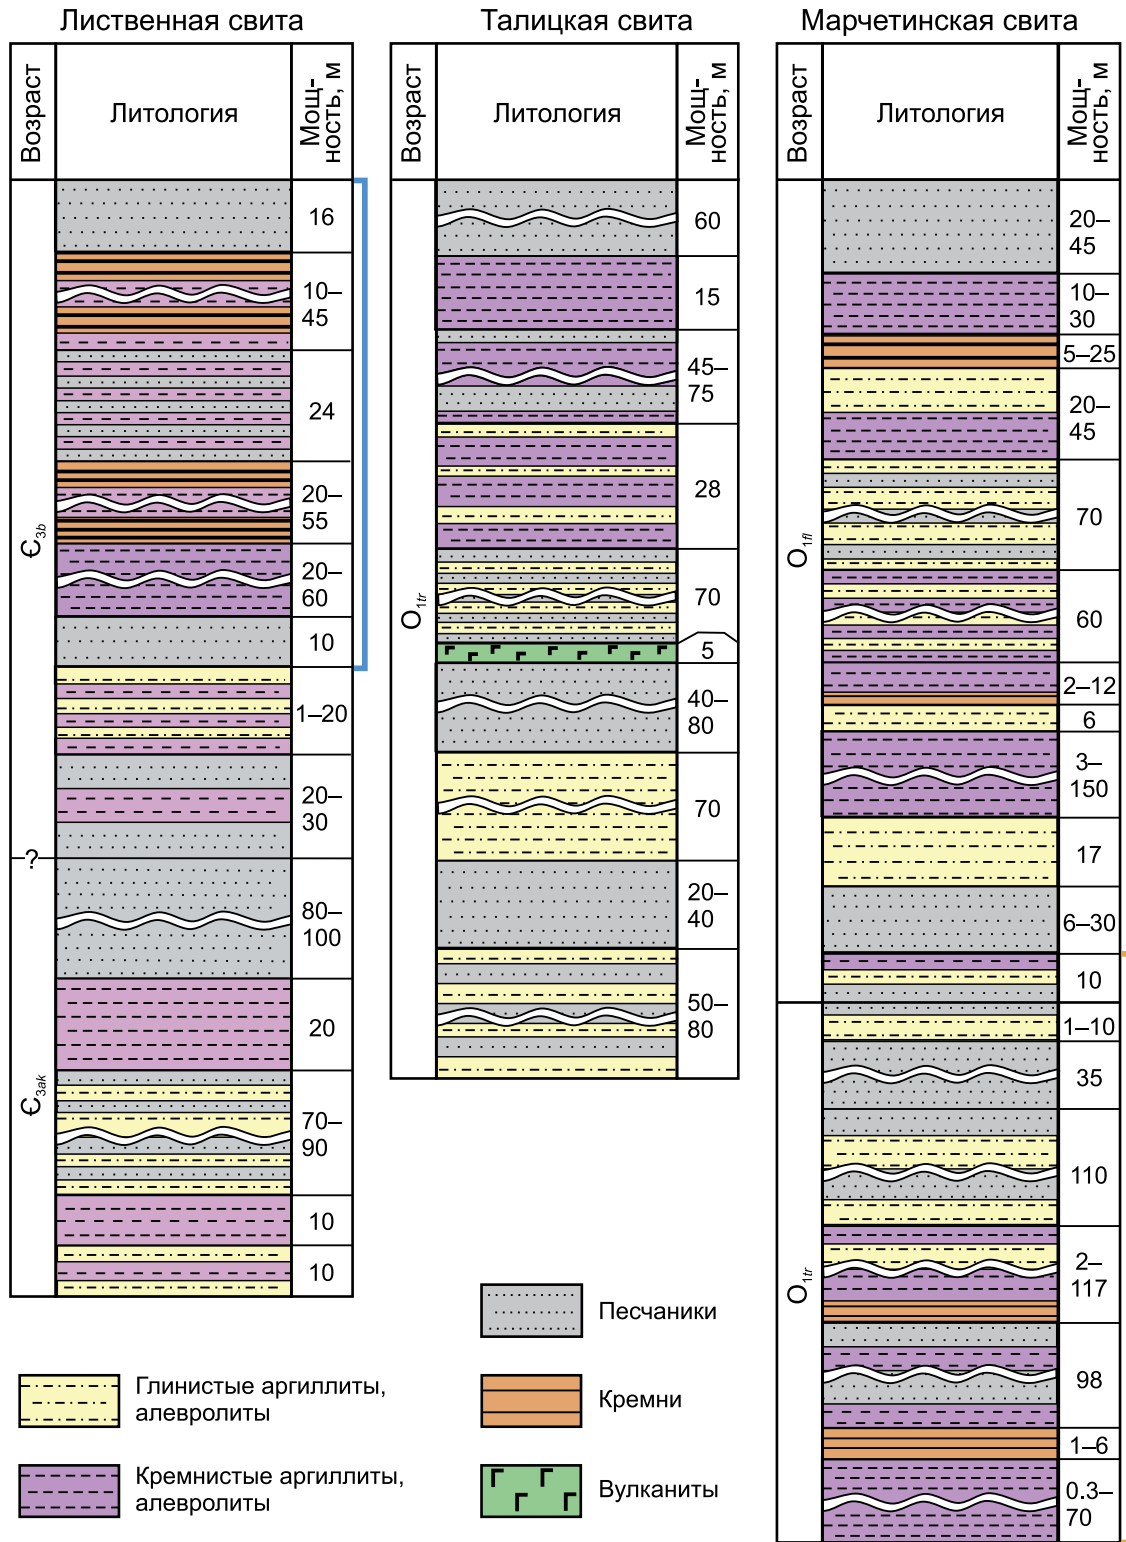 Лиственная свита
Возраст
Литология
Мощ-
ность, м
Є3b
16
10–
45
24
20–
55
20–
60
10
1–20
20–
30
?
Є3ak
80–
100
20
70–
90
10
10
Талицкая свита
Возраст
Литология
Мощ-
ность, м
O1tr
60
15
45–
75
28
70
5
40–
80
70
20–
40
50–
80
Марчетинская свита
Возраст
Литология
Мощ-
ность, м
O1fl
20–
45
10–
30
5–25
20–
45
70
60
2–12
6
3–
150
17
6–30
10
O1tr
1–10
35
110
2–
117
98
1–6
0.3–
70
Глинистые аргиллиты,
алевролиты
Кремнистые аргиллиты,
алевролиты
Песчаники
Кремни
Вулканиты